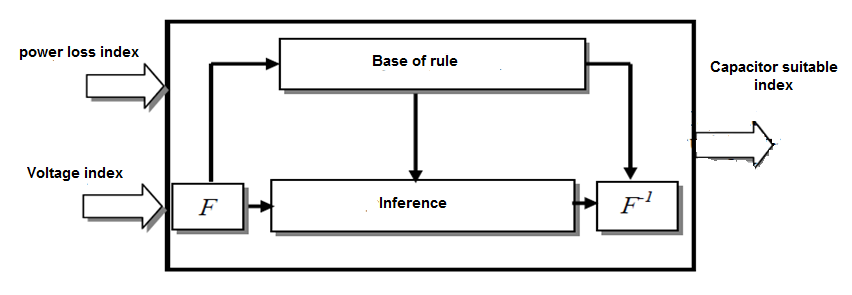 power loss index
Base of rule
Capacitor suitable
index
Voltage index
F
Inference
F⁻¹